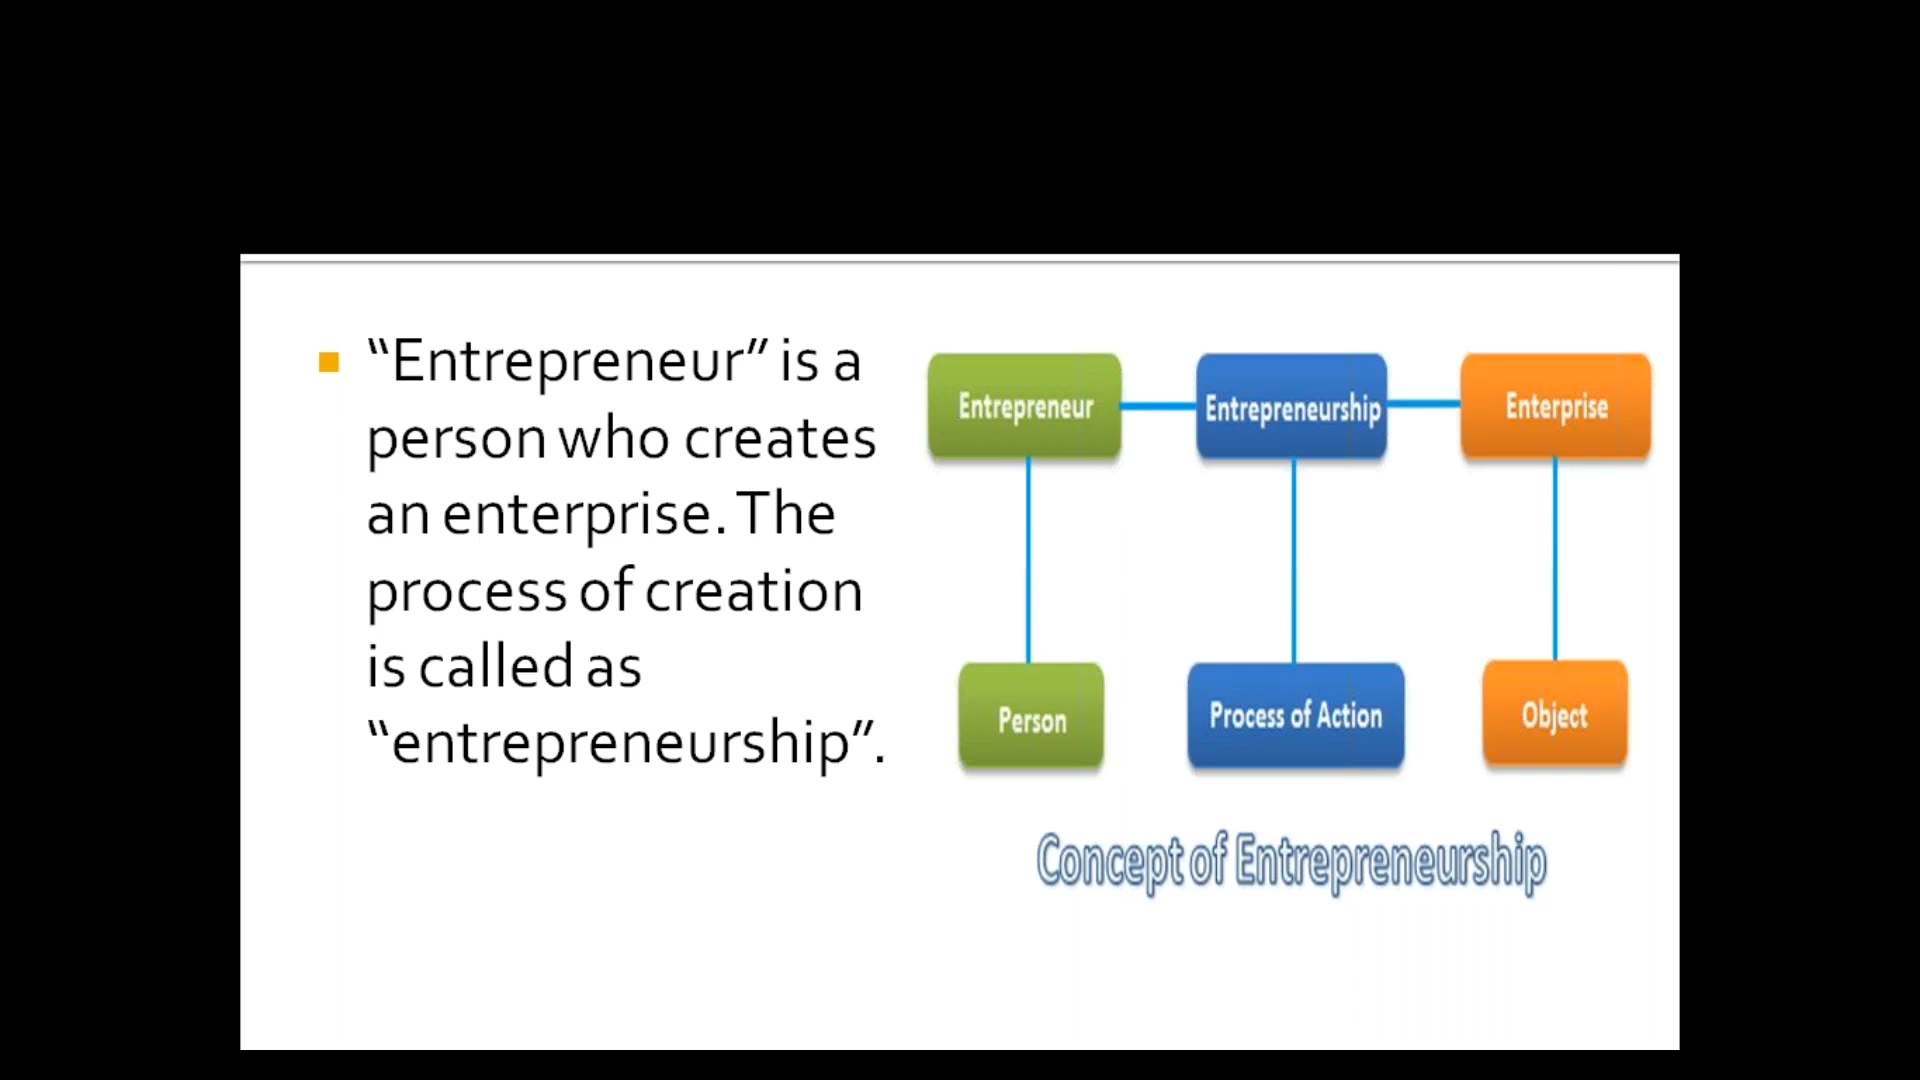 “Entrepreneur” is a
person who creates
an enterprise. The
process of creation
is called as
“entrepreneurship”.
Entrepreneur
Entrepreneurship
Enterprise
Person
Process of Action
Object
Concept of Entrepreneurship